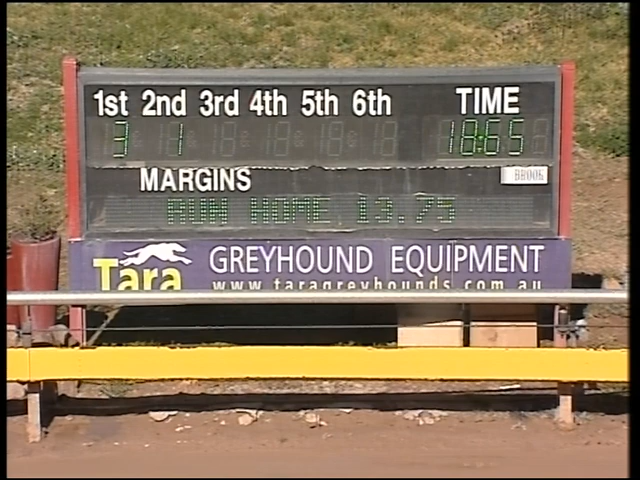 1st 2nd 3rd 4th 5th 6th TIME
3 1 18:65
MARGINS BROOK
RUN HOME 13.75
Tara GREYHOUND EQUIPMENT
www.taragreyhounds.com.au